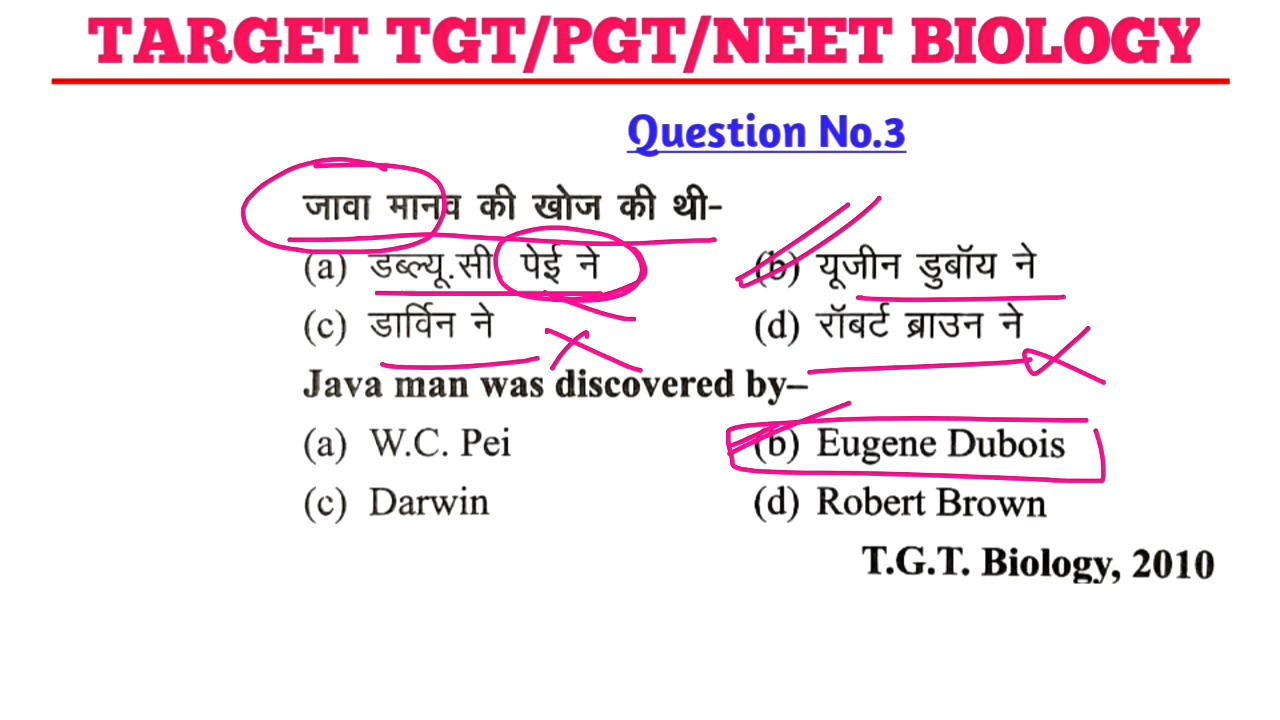 TARGET TGT/PGT/NEET BIOLOGY
Question No.3
जावा मानव की खोज की थी-
(a) डब्ल्यू.सी पेई ने (b) यूजीन डुबॉय ने
(c) डार्विन ने (d) रॉबर्ट ब्राउन ने
Java man was discovered by–
(a) W.C. Pei (b) Eugene Dubois
(c) Darwin (d) Robert Brown
T.G.T. Biology, 2010